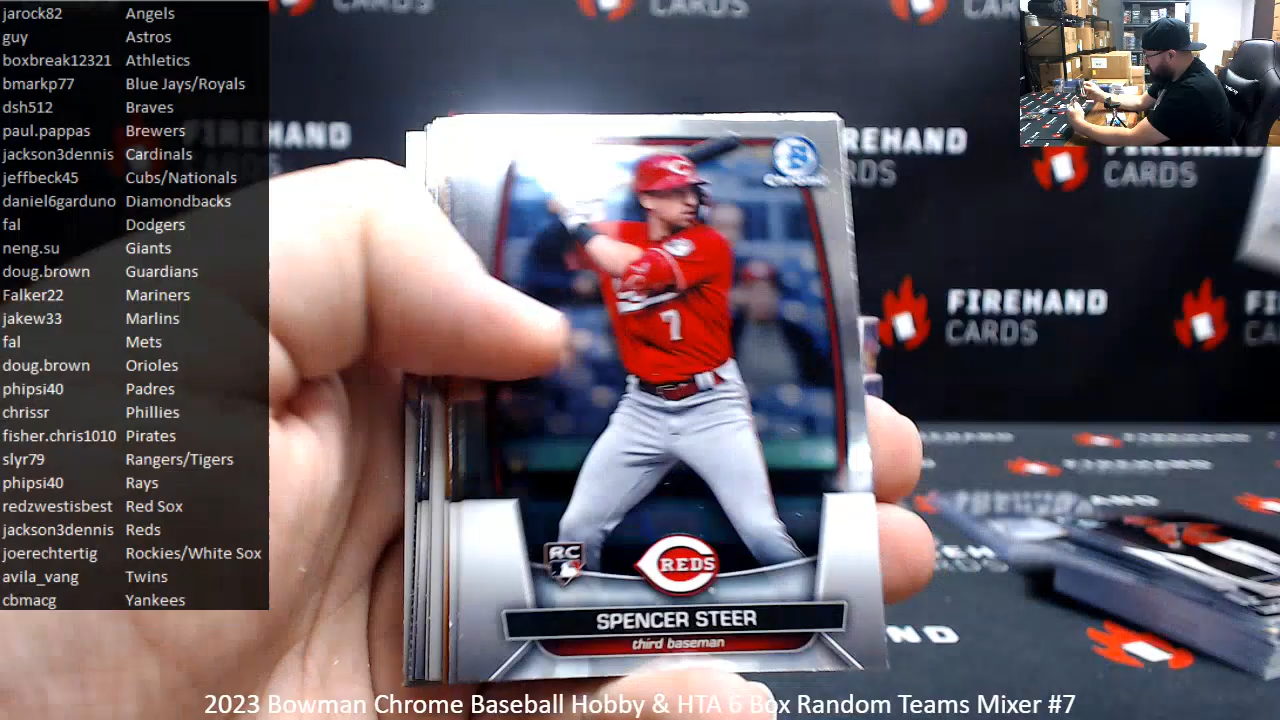 jarock82 Angels
guy Astros
boxbreak12321 Athletics
bmarkp77 Blue Jays/Royals
dsh512 Braves
paul.pappas Brewers
jackson3dennis Cardinals
jeffbeck45 Cubs/Nationals
daniel6garduno Diamondbacks
fal Dodgers
neng.su Giants
doug.brown Guardians
Falker22 Mariners
jakew33 Marlins
fal Mets
doug.brown Orioles
phipsi40 Padres
chrissr Phillies
fisher.chris1010 Pirates
slyr79 Rangers/Tigers
phipsi40 Rays
redzwestisbest Red Sox
jackson3dennis Reds
joerechtertig Rockies/White Sox
avila_vang Twins
cbmacg Yankees
FIREHAND
CARDS
FIREHAND
CARDS
7
RC
REDS
SPENCER STEER
third baseman
2023 Bowman Chrome Baseball Hobby & HTA 6 Box Random Teams Mixer #7